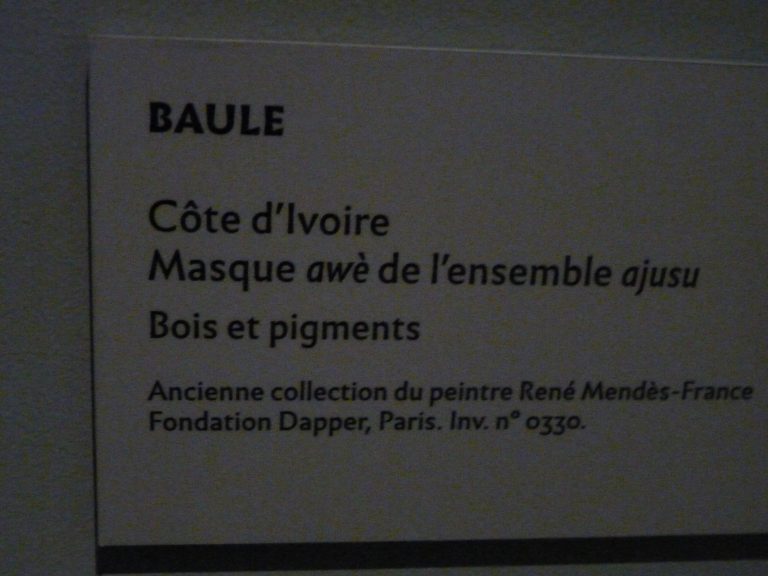 BAULE
Côte d'Ivoire
Masque awè de l'ensemble ajusu
Bois et pigments
Ancienne collection du peintre René Mendès-France
Fondation Dapper, Paris. Inv. n° 0330.